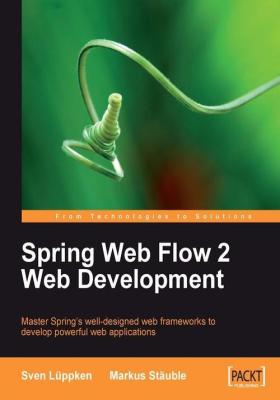 From Technologies to Solutions
Spring Web Flow 2
Web Development
Master Spring's well-designed web frameworks to
develop powerful web applications
Sven Lüppken Markus Stäuble
PACKT
PUBLISHING